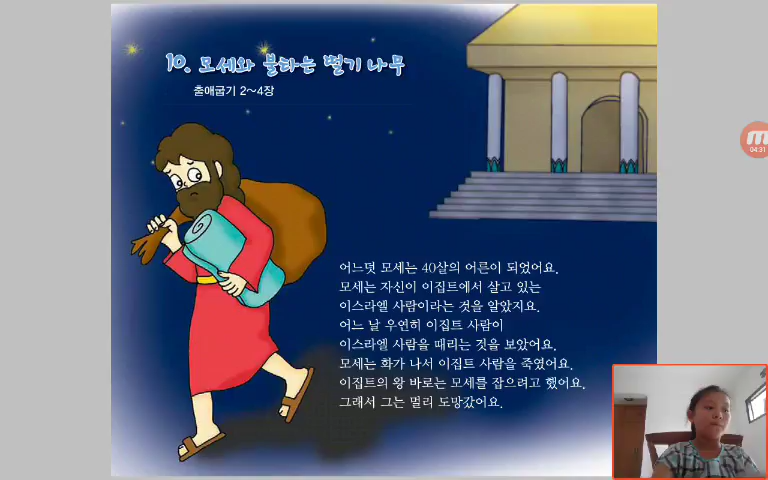 10. 모세와 불타는 떨기 나무
출애굽기 2~4장
어느덧 모세는 40살의 어른이 되었어요.
모세는 자신이 이집트에서 살고 있는
이스라엘 사람이라는 것을 알았지요.
어느 날 우연히 이집트 사람이
이스라엘 사람을 때리는 것을 보았어요.
모세는 화가 나서 이집트 사람을 죽였어요.
이집트의 왕 바로는 모세를 잡으려고 했어요.
그래서 그는 멀리 도망갔어요.
04:31